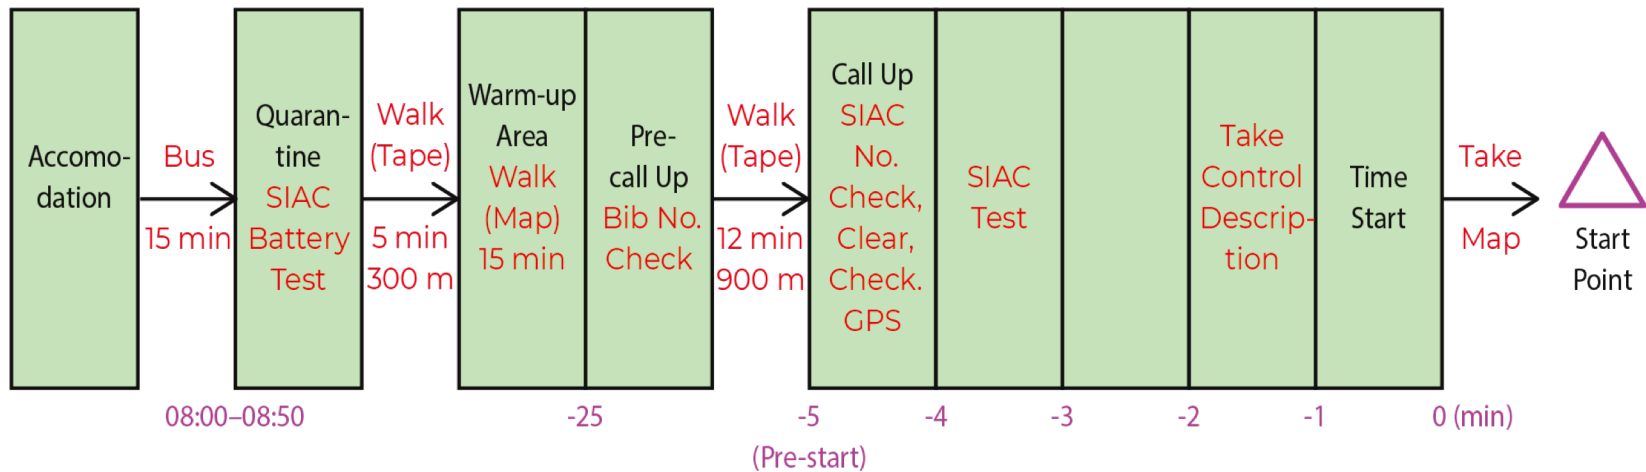 Accomo-
dation
Bus
15 min
Quaran-
tine
SIAC
Battery
Test
Walk
(Tape)
5 min
300 m
Warm-up
Area
Walk
(Map)
15 min
Pre-
call Up
Bib No.
Check
Walk
(Tape)
12 min
900 m
Call Up
SIAC
No.
Check,
Clear,
Check.
GPS
SIAC
Test
Take
Control
Descrip-
tion
Time
Start
Take
Map
Start
Point
08:00–08:50
-25
-5
(Pre-start)
-4
-3
-2
-1
0 (min)